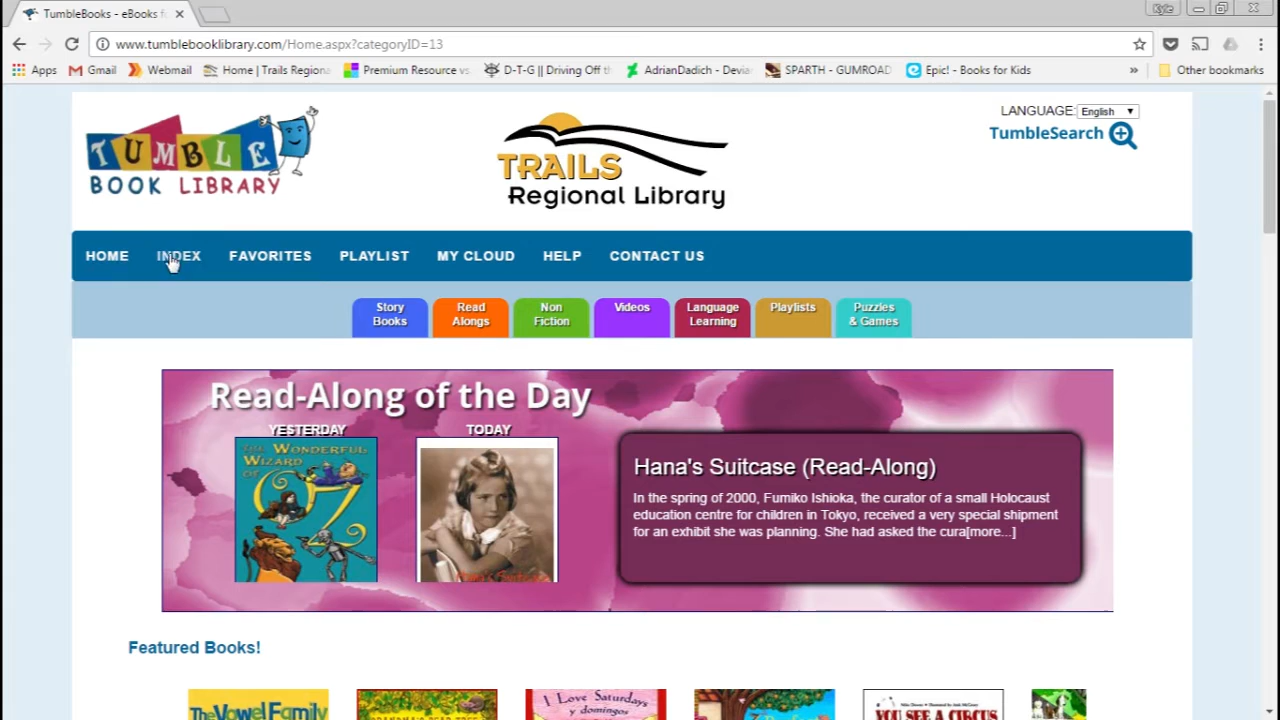 TumbleBooks - eBooks f
Kyle
www.tumblebooklibrary.com/Home.aspx?categoryID=13
Apps Gmail Webmail Home | Trails Regiona Premium Resource vs D-T-G || Driving Off th AdrianDadich - Devia SPARTH - GUMROAD Epic! - Books for Kids » Other bookmarks
LANGUAGE: English
TumbleSearch
TUMBLE
BOOK LIBRARY
TRAILS
Regional Library
HOME INDEX FAVORITES PLAYLIST MY CLOUD HELP CONTACT US
Story Books
Read Alongs
Non Fiction
Videos
Language Learning
Playlists
Puzzles & Games
Read-Along of the Day
YESTERDAY
TODAY
THE WONDERFUL
WIZARD
OF
OZ
Hana's Suitcase (Read-Along)
In the spring of 2000, Fumiko Ishioka, the curator of a small Holocaust
education centre for children in Tokyo, received a very special shipment
for an exhibit she was planning. She had asked the cura[more...]
Featured Books!
The Vowel Family
I Love Saturdays
y domingos
YOU SEE A CIRCUS